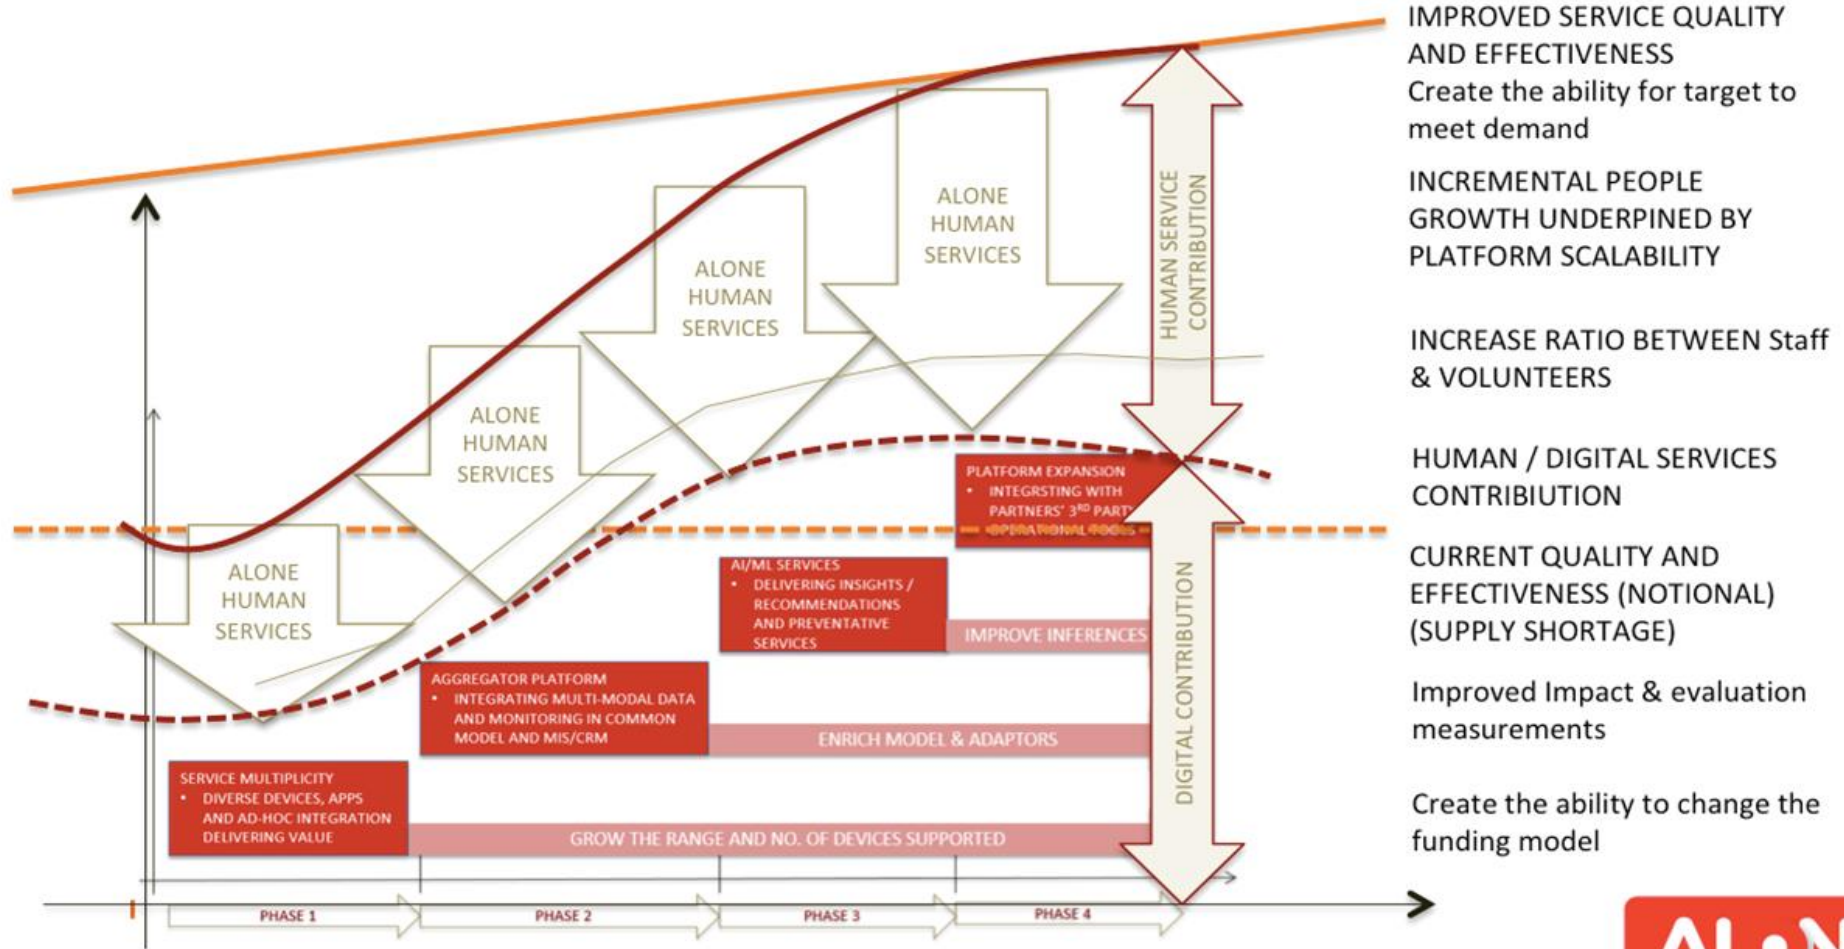 IMPROVED SERVICE QUALITY
AND EFFECTIVENESS
Create the ability for target to
meet demand
INCREMENTAL PEOPLE
GROWTH UNDERPINED BY
PLATFORM SCALABILITY
INCREASE RATIO BETWEEN Staff
& VOLUNTEERS
HUMAN / DIGITAL SERVICES
CONTRIBIUTION
CURRENT QUALITY AND
EFFECTIVENESS (NOTIONAL)
(SUPPLY SHORTAGE)
Improved Impact & evaluation
measurements
Create the ability to change the
funding model
ALONE
HUMAN
SERVICES
ALONE
HUMAN
SERVICES
ALONE
HUMAN
SERVICES
ALONE
HUMAN
SERVICES
HUMAN SERVICE
CONTRIBUTION
DIGITAL CONTRIBUTION
PLATFORM EXPANSION
• INTEGRSTING WITH
PARTNERS' 3RD PARTY
OPERATIONAL TOOLS
AI/ML SERVICES
• DELIVERING INSIGHTS /
RECOMMENDATIONS
AND PREVENTATIVE
SERVICES
IMPROVE INFERENCES
AGGREGATOR PLATFORM
• INTEGRATING MULTI-MODAL DATA
AND MONITORING IN COMMON
MODEL AND MIS/CRM
ENRICH MODEL & ADAPTORS
SERVICE MULTIPLICITY
• DIVERSE DEVICES, APPS
AND AD-HOC INTEGRATION
DELIVERING VALUE
GROW THE RANGE AND NO. OF DEVICES SUPPORTED
PHASE 1
PHASE 2
PHASE 3
PHASE 4